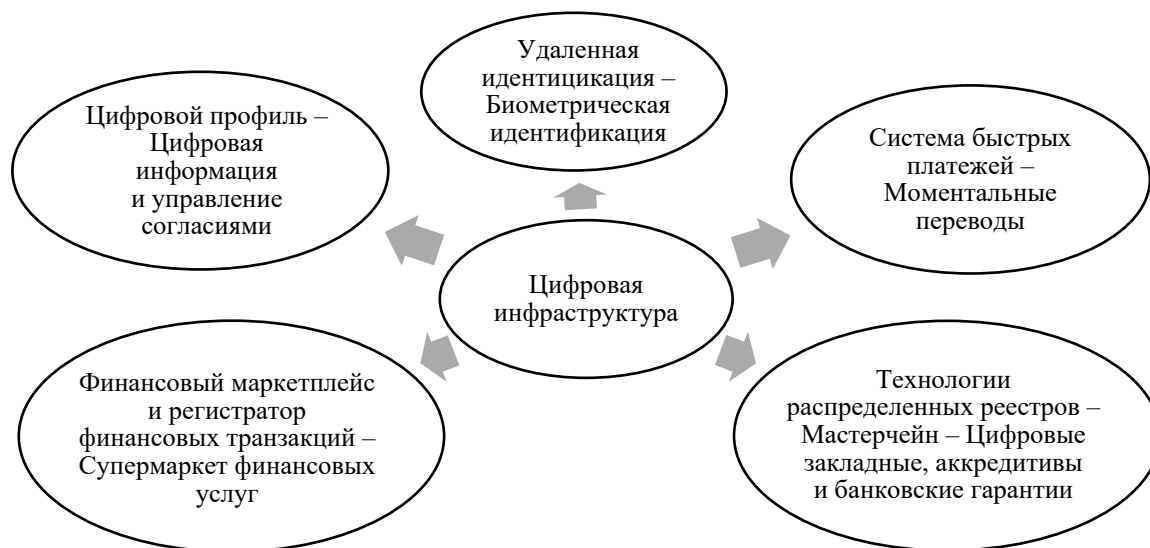 Удаленная
идентицикация –
Биометрическая
идентификация
Цифровой профиль –
Цифровая
информация
и управление
согласиями
Система быстрых
платежей –
Моментальные
переводы
Цифровая
инфраструктура
Финансовый маркетплейс
и регистратор
финансовых транзакций –
Супермаркет финансовых
услуг
Технологии
распределенных реестров –
Мастерчейн – Цифровые
закладные, аккредитивы
и банковские гарантии